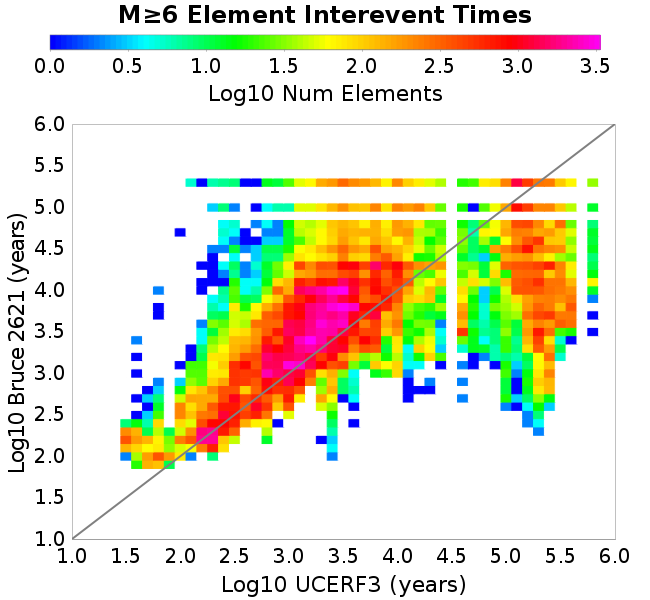 M≥6 Element Interevent Times
0.0 0.5 1.0 1.5 2.0 2.5 3.0 3.5
Log10 Num Elements
Log10 Bruce 2621 (years)
6.0
5.5
5.0
4.5
4.0
3.5
3.0
2.5
2.0
1.5
1.0
1.0 1.5 2.0 2.5 3.0 3.5 4.0 4.5 5.0 5.5 6.0
Log10 UCERF3 (years)